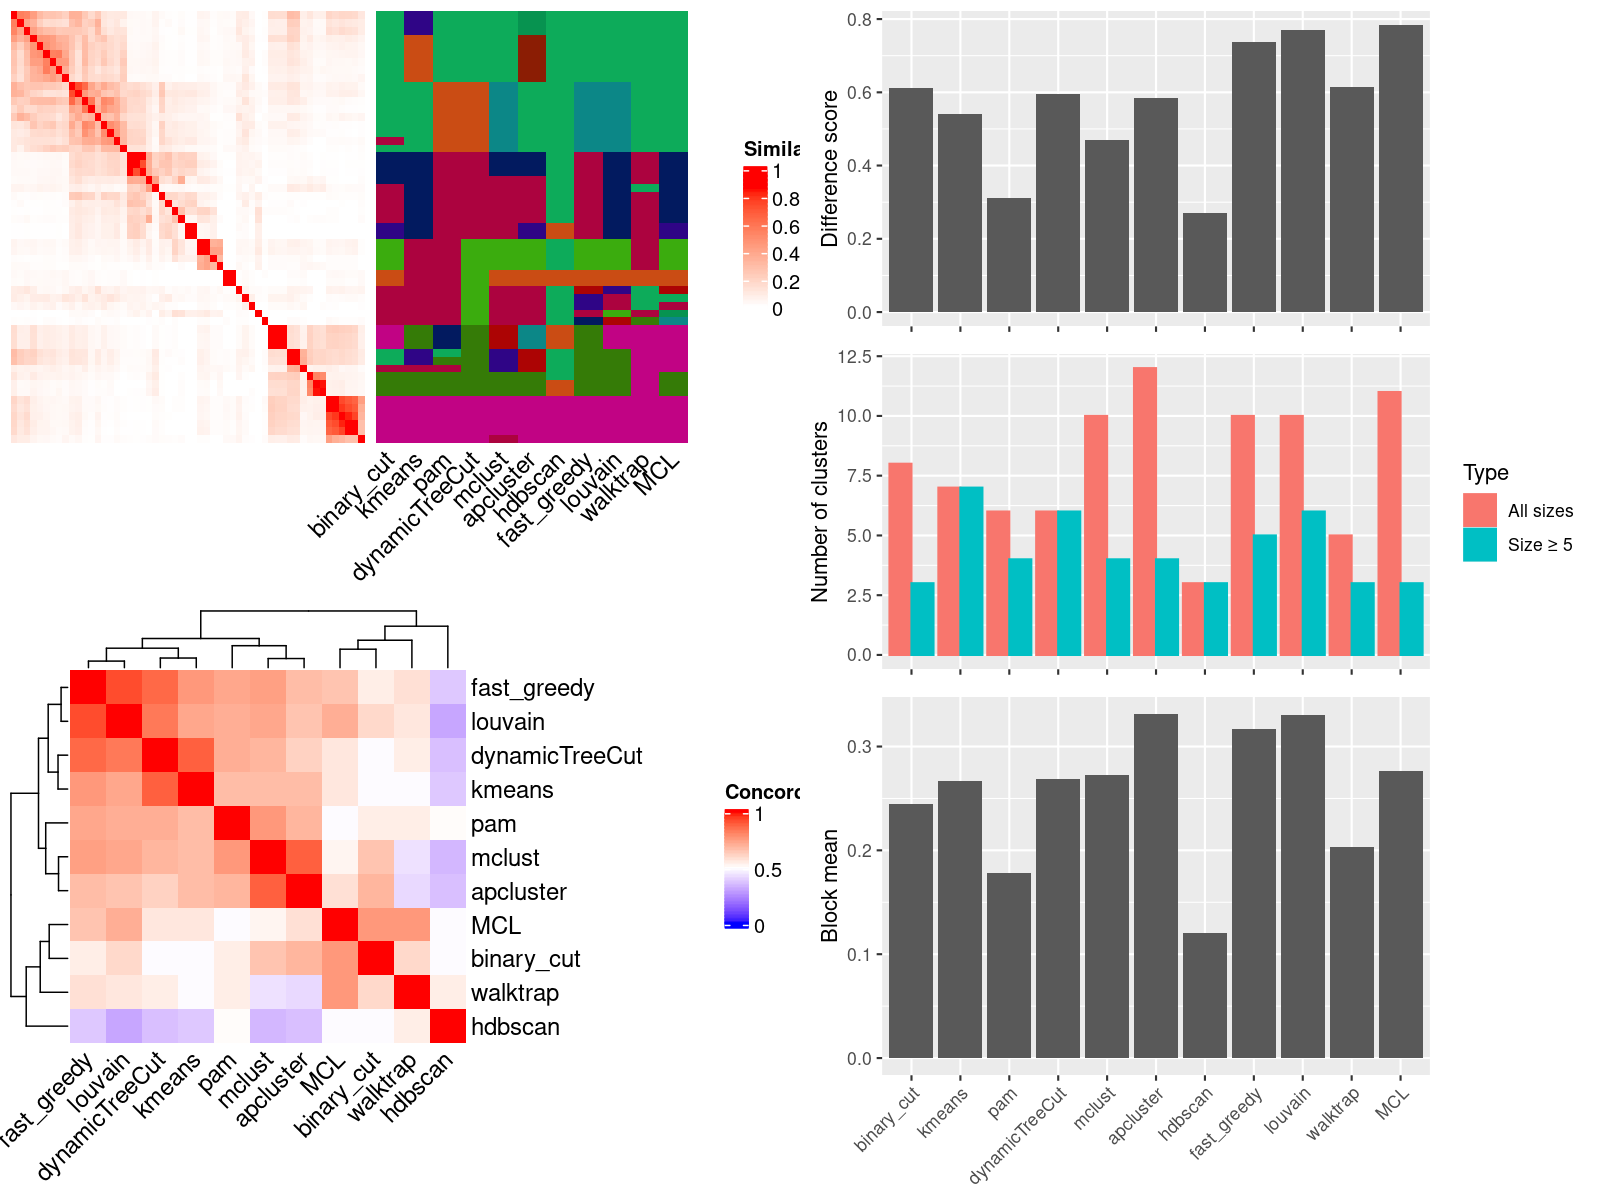 Simila
1
0.8
0.6
0.4
0.2
0
binary_cut
kmeans
pam
dynamicTreeCut
mclust
apcluster
hdbscan
fast_greedy
louvain
walktrap
MCL
fast_greedy
louvain
dynamicTreeCut
kmeans
pam
mclust
apcluster
MCL
binary_cut
walktrap
hdbscan
fast_greedy
louvain
dynamicTreeCut
kmeans
pam
mclust
apcluster
MCL
binary_cut
walktrap
hdbscan
Concord
1
0.5
0
Difference score
0.8
0.6
0.4
0.2
0.0
Number of clusters
12.5
10.0
7.5
5.0
2.5
0.0
Type
All sizes
Size ≥ 5
Block mean
0.3
0.2
0.1
0.0
binary_cut
kmeans
pam
dynamicTreeCut
mclust
apcluster
hdbscan
fast_greedy
louvain
walktrap
MCL